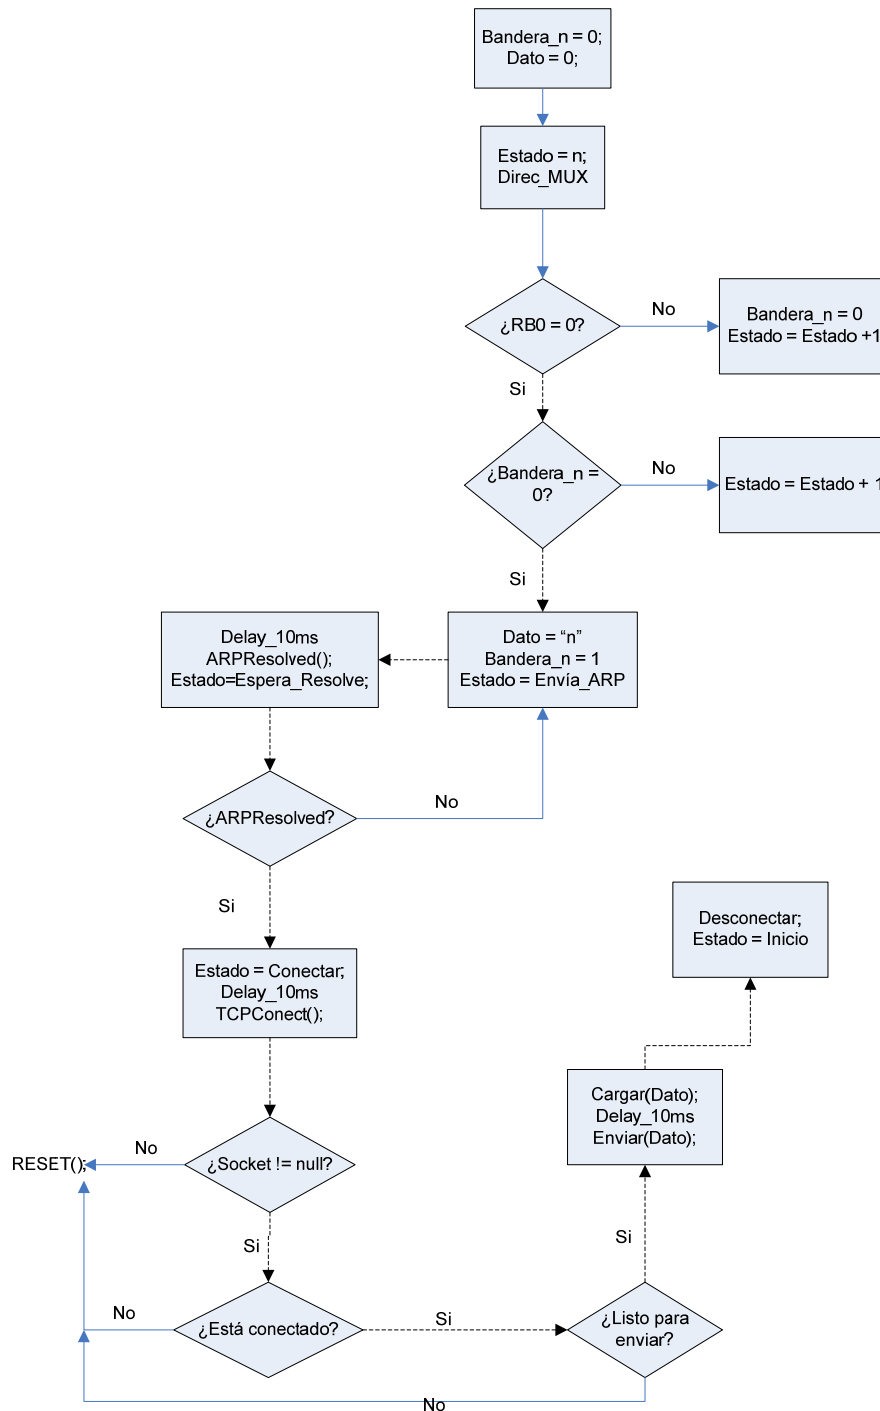 Bandera_n = 0;
Dato = 0;
Estado = n;
Direc_MUX
¿RB0 = 0?
No
Bandera_n = 0
Estado = Estado +1
Si
¿Bandera_n =
0?
No
Estado = Estado + 1
Si
Delay_10ms
ARPResolved();
Estado=Espera_Resolve;
Dato = “n”
Bandera_n = 1
Estado = Envía_ARP
¿ARPResolved?
No
Si
Estado = Conectar;
Delay_10ms
TCPConect();
Desconectar;
Estado = Inicio
Cargar(Dato);
Delay_10ms
Enviar(Dato);
RESET();
No
¿Socket != null?
Si
Si
No
¿Está conectado?
Si
¿Listo para
enviar?
No